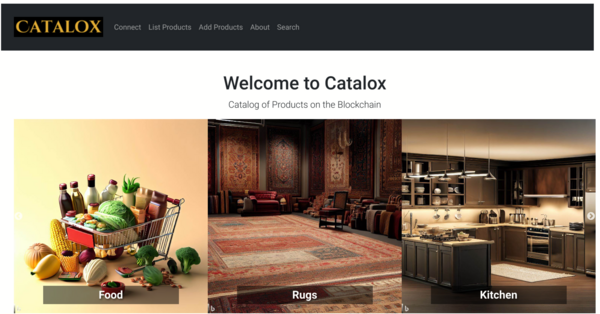 CATALOX
Connect List Products Add Products About Search
Welcome to Catalox
Catalog of Products on the Blockchain
Food Rugs Kitchen
b b